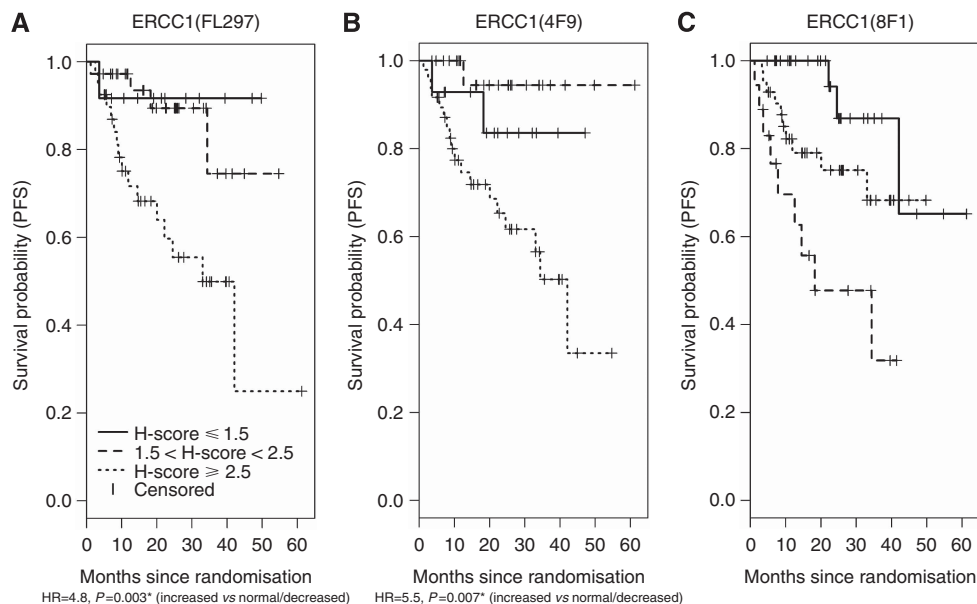 A ERCC1(FL297)
Survival probability (PFS)
1.0
0.8
0.6
0.4
0.2
0.0
H-score ⩽ 1.5
1.5 < H-score < 2.5
H-score ⩾ 2.5
Censored
0 10 20 30 40 50 60
Months since randomisation
HR=4.8, P=0.003* (increased vs normal/decreased)
B ERCC1(4F9)
Survival probability (PFS)
1.0
0.8
0.6
0.4
0.2
0.0
0 10 20 30 40 50 60
Months since randomisation
HR=5.5, P=0.007* (increased vs normal/decreased)
C ERCC1(8F1)
Survival probability (PFS)
1.0
0.8
0.6
0.4
0.2
0.0
0 10 20 30 40 50 60
Months since randomisation